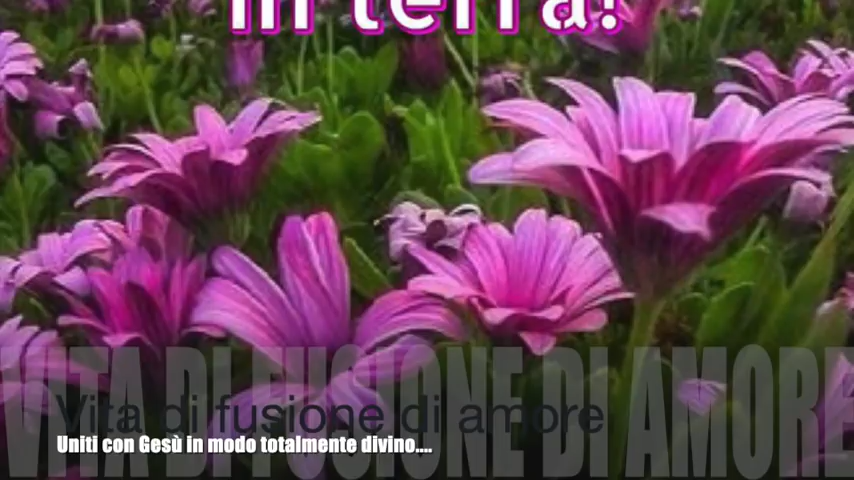 in terra!
VITA DI FUSIONE DI AMORE
Vita di fusione di amore
Uniti con Gesù in modo totalmente divino....